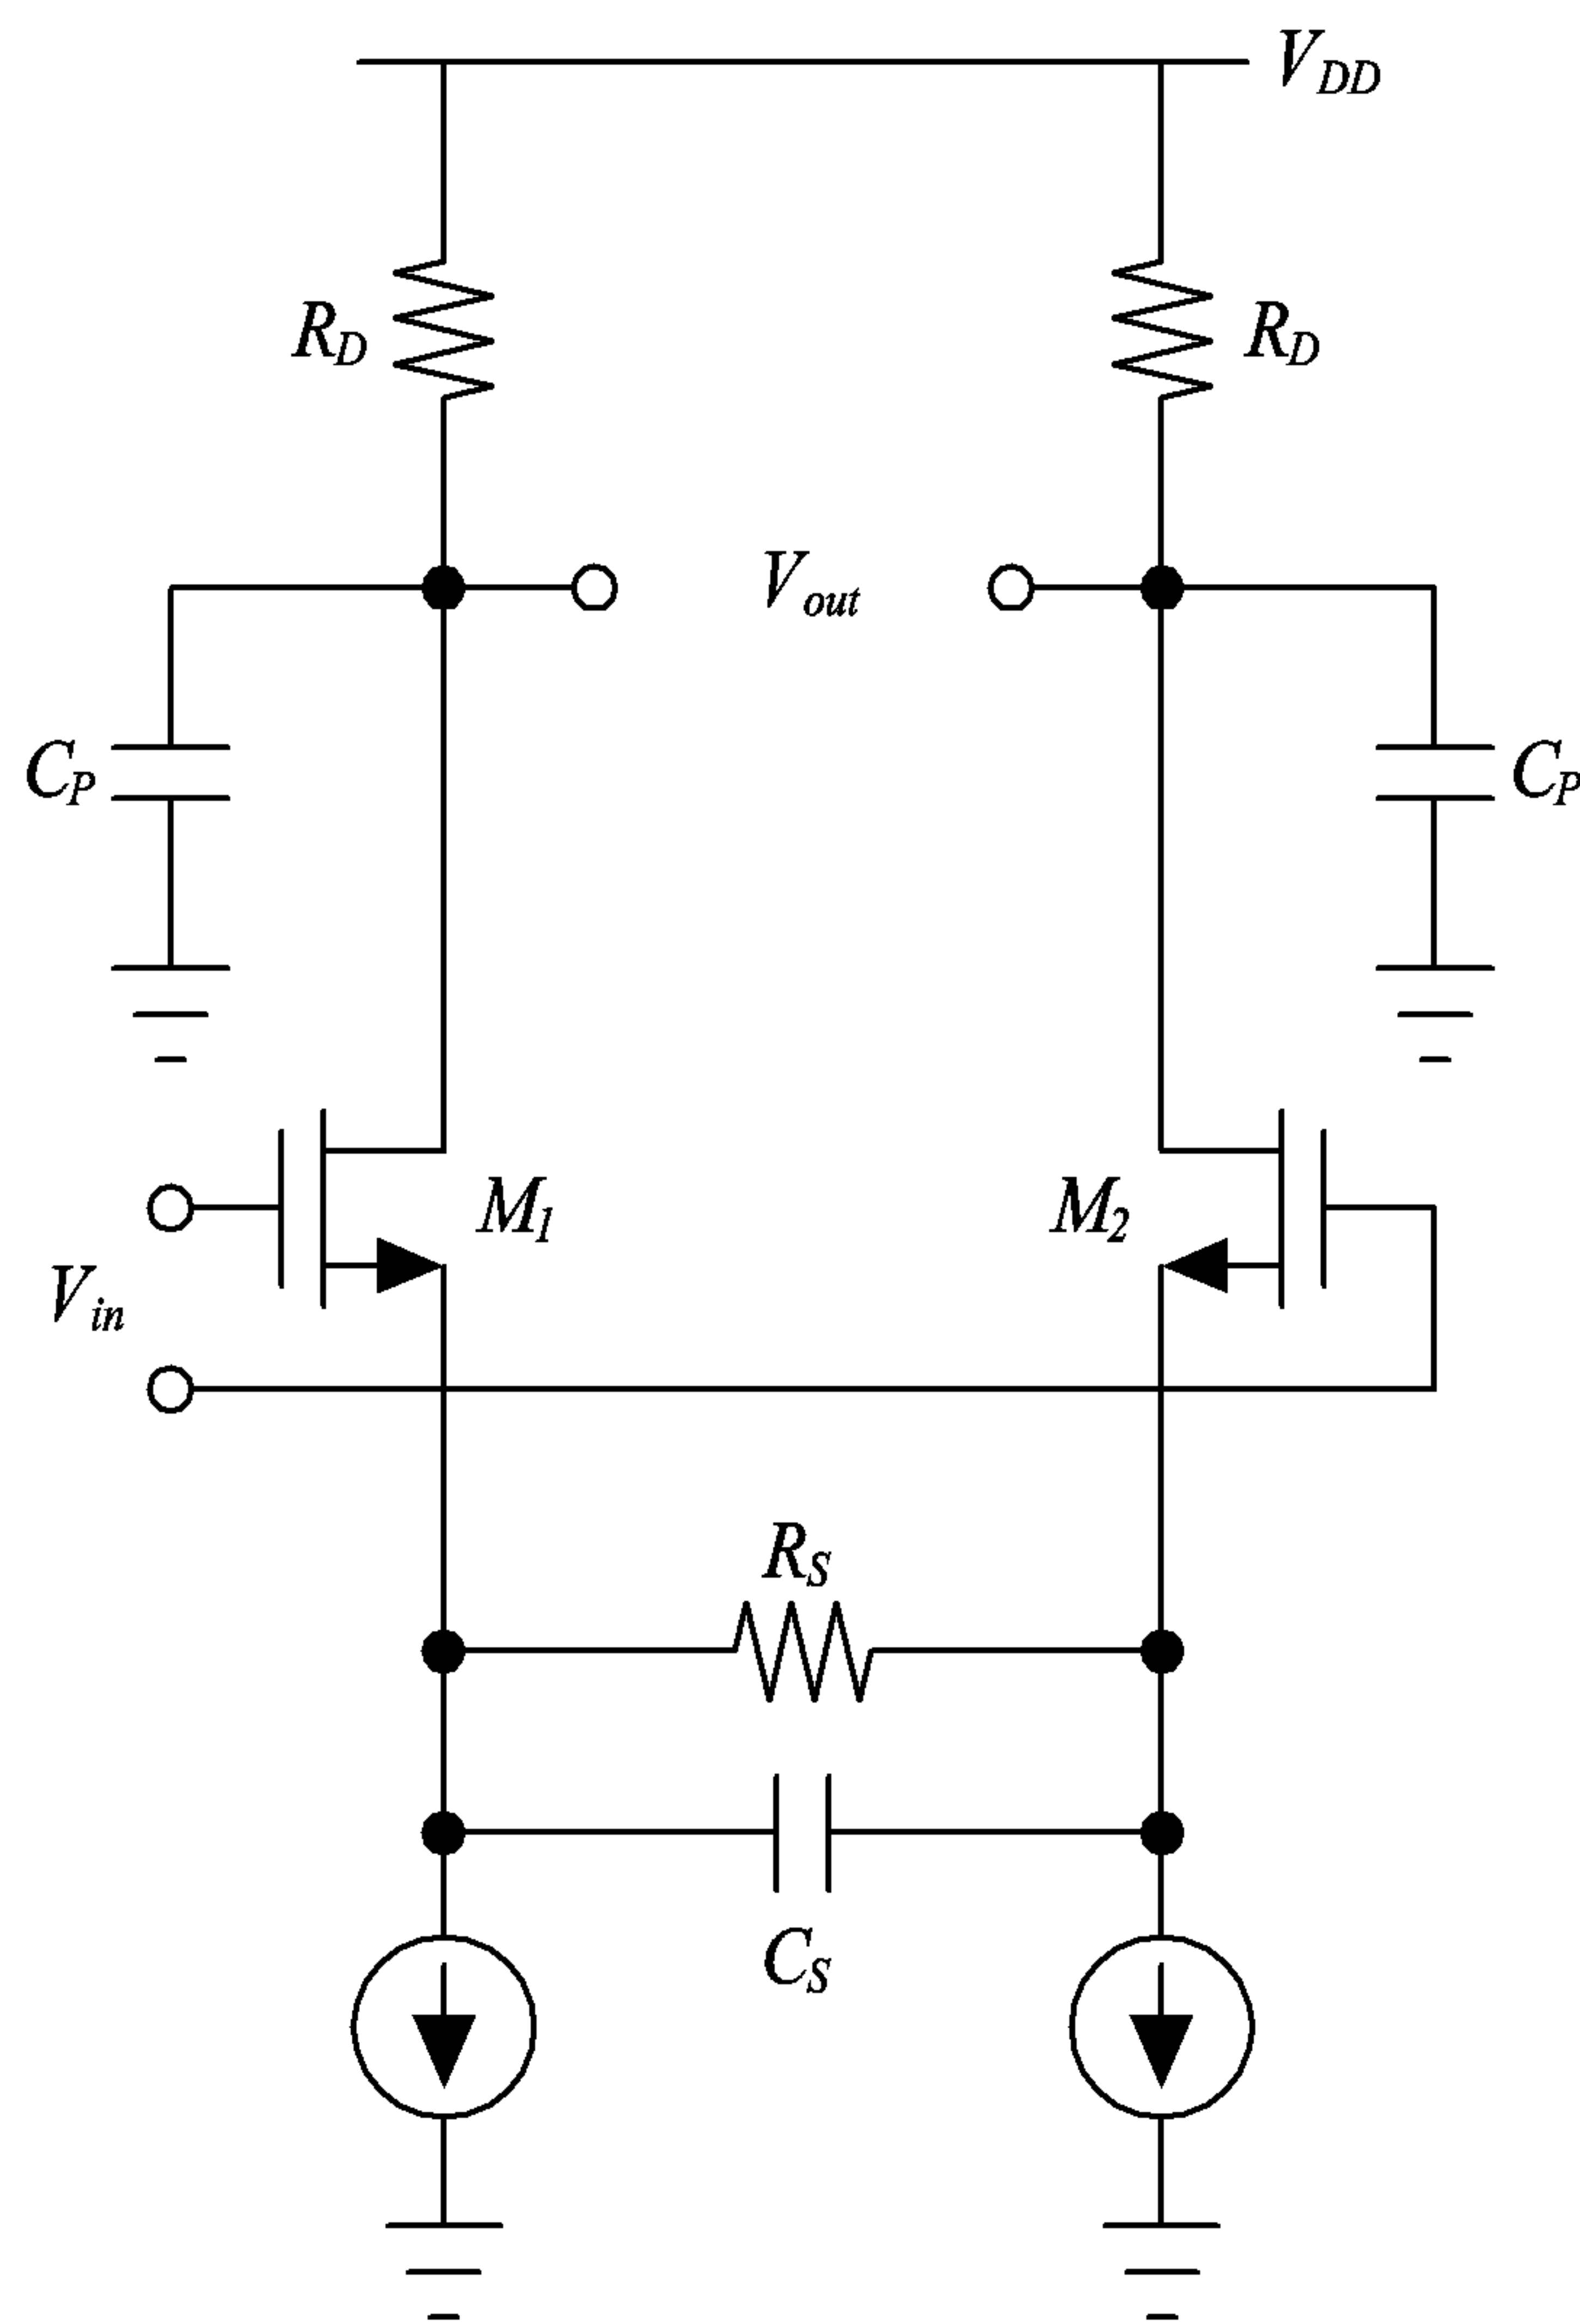 V_DD
R_D R_D
V_out
C_P C_P
M_1 M_2
V_in
R_S
C_S